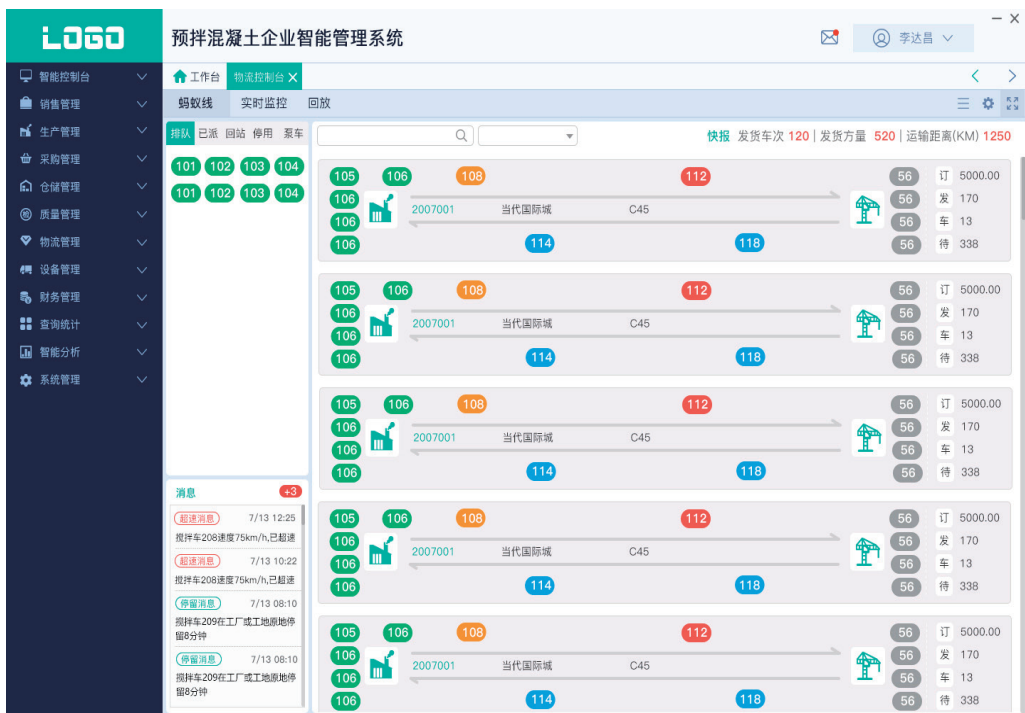 LOGO
预拌混凝土企业智能管理系统
李达昌
智能控制台
销售管理
生产管理
采购管理
仓储管理
质量管理
物流管理
设备管理
财务管理
查询统计
智能分析
系统管理
工作台 物流控制台
蚂蚁线 实时监控 回放
排队 已派 回站 停用 泵车
101 102 103 104
101 102 103 104
消息 +3
超速消息 7/13 12:25
搅拌车208速度75km/h,已超速
超速消息 7/13 10:22
搅拌车208速度75km/h,已超速
停留消息 7/13 08:10
搅拌车209在工厂或工地原地停
留8分钟
停留消息 7/13 08:10
搅拌车209在工厂或工地原地停
留8分钟
快报 发货车次 120 | 发货方量 520 | 运输距离(KM) 1250
105 106 108 112 56 订 5000.00
106 56 发 170
2007001 当代国际城 C45
106 56 车 13
106 114 118 56 待 338
105 106 108 112 56 订 5000.00
106 56 发 170
2007001 当代国际城 C45
106 56 车 13
106 114 118 56 待 338
105 106 108 112 56 订 5000.00
106 56 发 170
2007001 当代国际城 C45
106 56 车 13
106 114 118 56 待 338
105 106 108 112 56 订 5000.00
106 56 发 170
2007001 当代国际城 C45
106 56 车 13
106 114 118 56 待 338
105 106 108 112 56 订 5000.00
106 56 发 170
2007001 当代国际城 C45
106 56 车 13
106 114 118 56 待 338